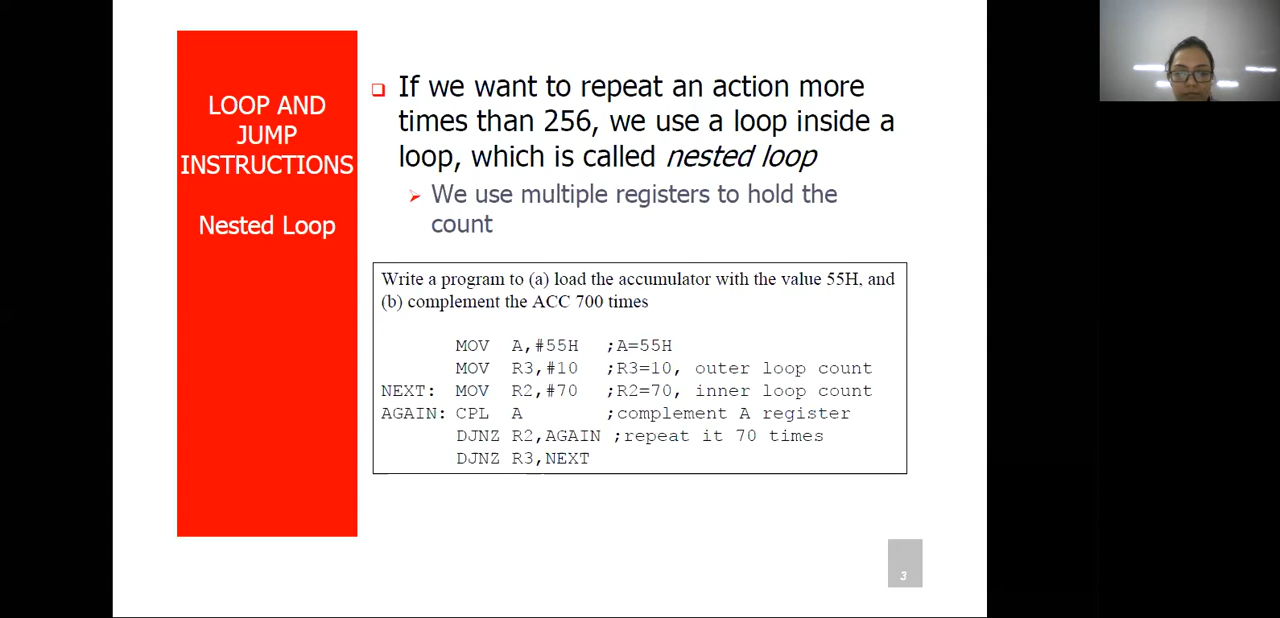 LOOP AND
JUMP
INSTRUCTIONS
Nested Loop
❑ If we want to repeat an action more
times than 256, we use a loop inside a
loop, which is called nested loop
➢ We use multiple registers to hold the
count
Write a program to (a) load the accumulator with the value 55H, and
(b) complement the ACC 700 times
MOV A,#55H ;A=55H
MOV R3,#10 ;R3=10, outer loop count
NEXT: MOV R2,#70 ;R2=70, inner loop count
AGAIN: CPL A ;complement A register
DJNZ R2,AGAIN ;repeat it 70 times
DJNZ R3,NEXT
3